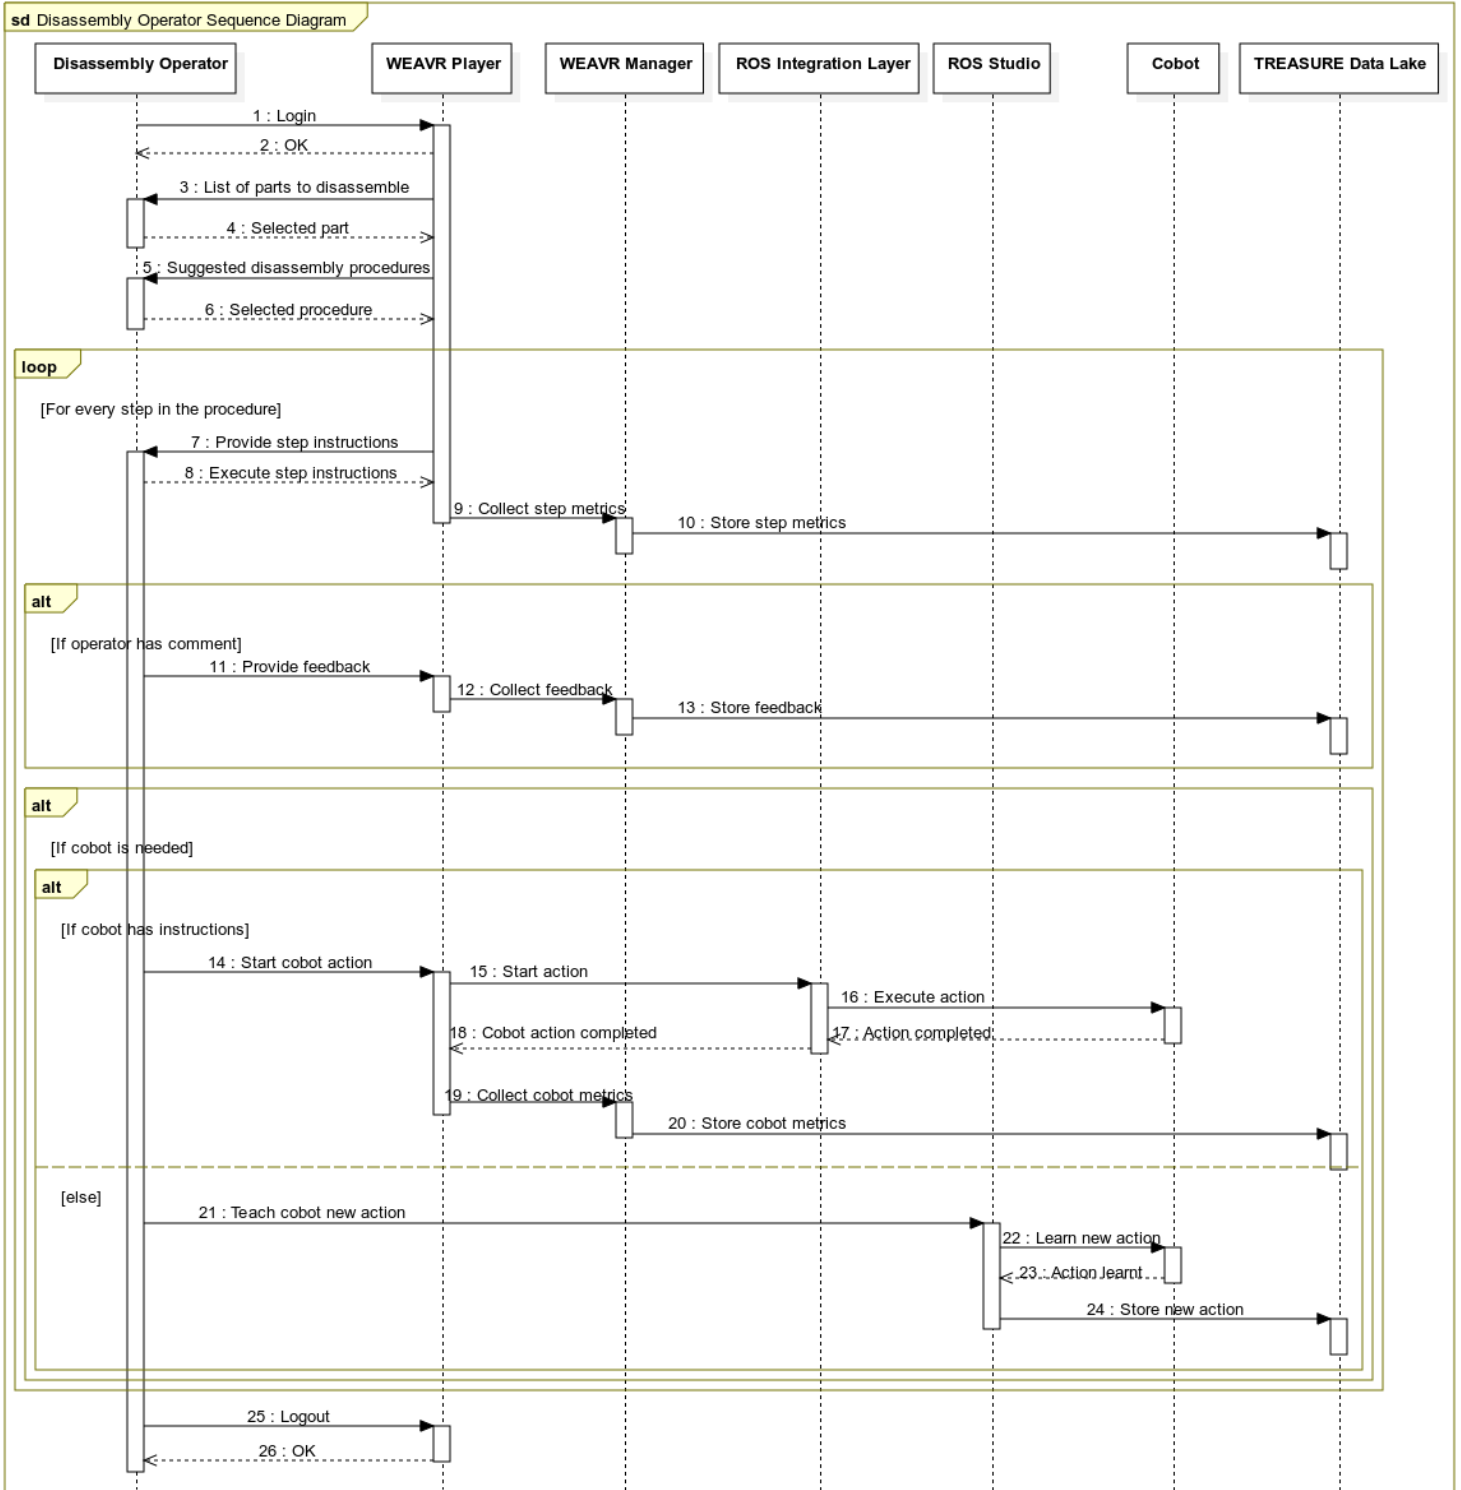 sd Disassembly Operator Sequence Diagram
Disassembly Operator
WEAVR Player
WEAVR Manager
ROS Integration Layer
ROS Studio
Cobot
TREASURE Data Lake
1 : Login
2 : OK
3 : List of parts to disassemble
4 : Selected part
5 : Suggested disassembly procedures
6 : Selected procedure
loop
[For every step in the procedure]
7 : Provide step instructions
8 : Execute step instructions
9 : Collect step metrics
10 : Store step metrics
alt
[If operator has comment]
11 : Provide feedback
12 : Collect feedback
13 : Store feedback
alt
[If cobot is needed]
alt
[If cobot has instructions]
14 : Start cobot action
15 : Start action
16 : Execute action
17 : Action completed
18 : Cobot action completed
19 : Collect cobot metrics
20 : Store cobot metrics
[else]
21 : Teach cobot new action
22 : Learn new action
23 : Action learnt
24 : Store new action
25 : Logout
26 : OK